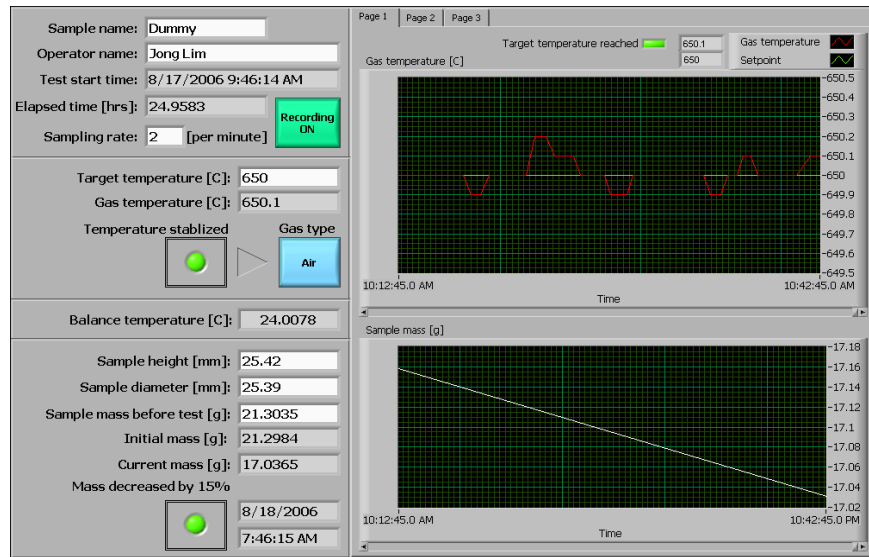 Sample name: Dummy
Operator name: Jong Lim
Test start time: 8/17/2006 9:46:14 AM
Elapsed time [hrs]: 24.9583
Sampling rate: 2 [per minute]
Recording
ON
Target temperature [C]: 650
Gas temperature [C]: 650.1
Temperature stablized
Gas type
Air
Balance temperature [C]: 24.0078
Sample height [mm]: 25.42
Sample diameter [mm]: 25.39
Sample mass before test [g]: 21.3035
Initial mass [g]: 21.2984
Current mass [g]: 17.0365
Mass decreased by 15%
8/18/2006
7:46:15 AM
Page 1 Page 2 Page 3
Target temperature reached 650.1 Gas temperature
Gas temperature [C] 650 Setpoint
650.5
650.4
650.3
650.2
650.1
650
649.9
649.8
649.7
649.6
649.5
10:12:45.0 AM 10:42:45.0 AM
Time
Sample mass [g]
17.18
17.16
17.14
17.12
17.1
17.08
17.06
17.04
17.02
10:12:45.0 AM 10:42:45.0 PM
Time